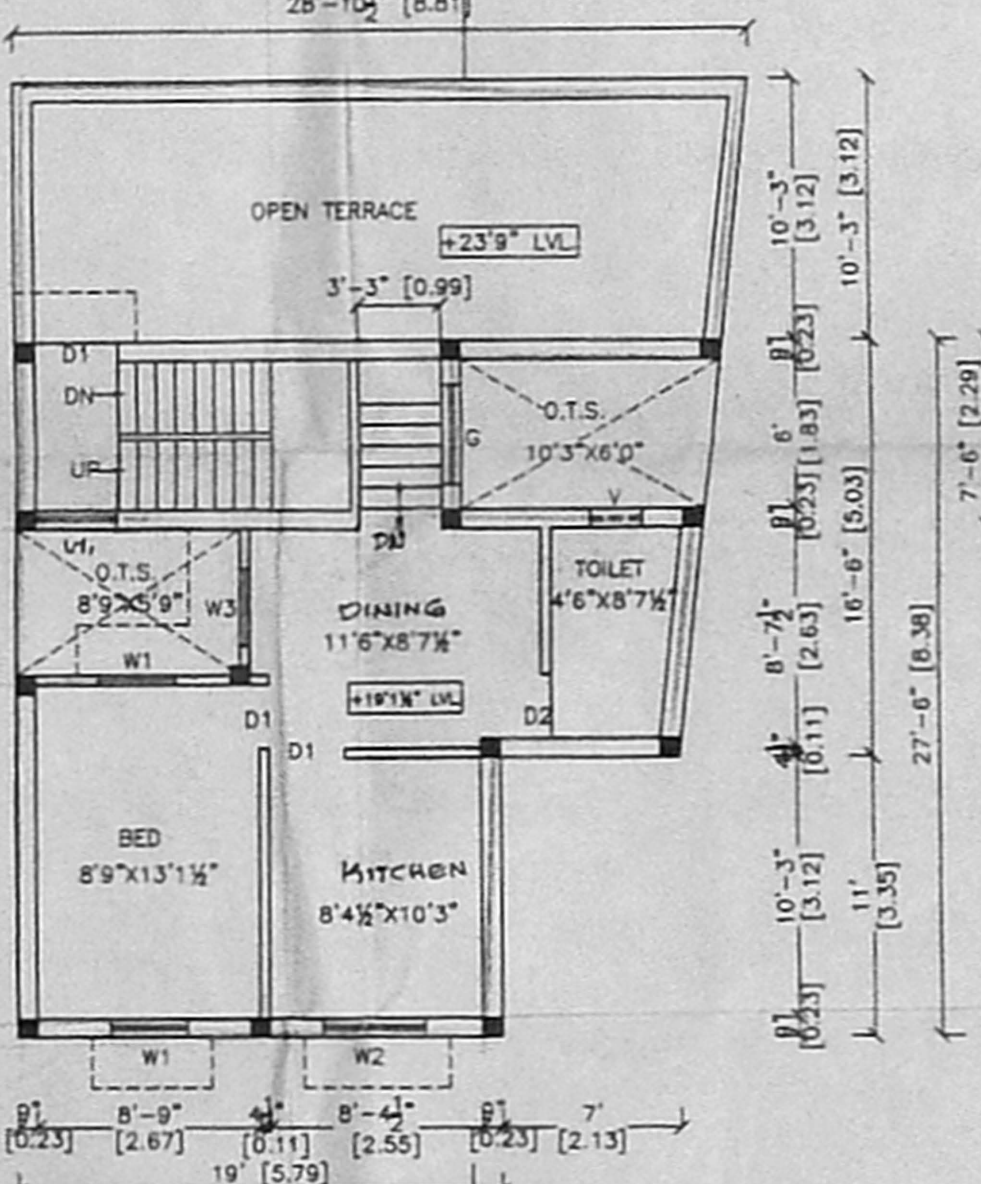 28'-10½" [8.81]
OPEN TERRACE
+23'9" LVL
3'-3" [0.99]
D1
DN
UP
G
O.T.S.
10'3"X6'0"
V
DN
O.T.S.
8'9"X5'9"
W3
W1
DINING
11'6"X8'7½"
TOILET
4'6"X8'7½"
D1
D1
D2
BED
8'9"X13'1½"
KITCHEN
8'4½"X10'3"
W1
W2
9"
[0.23]
8'-9"
[2.67]
4½"
[0.11]
8'-4½"
[2.55]
9"
[0.23]
7'
[2.13]
19' [5.79]
10'-3"
[3.12]
9"
[0.23]
6'
[1.83]
9"
[0.23]
8'-7½"
[2.63]
4½"
[0.11]
10'-3"
[3.12]
9"
[0.23]
10'-3" [3.12]
16'-6" [5.03]
11'
[3.35]
27'-6" [8.38]
7'-6" [2.29]